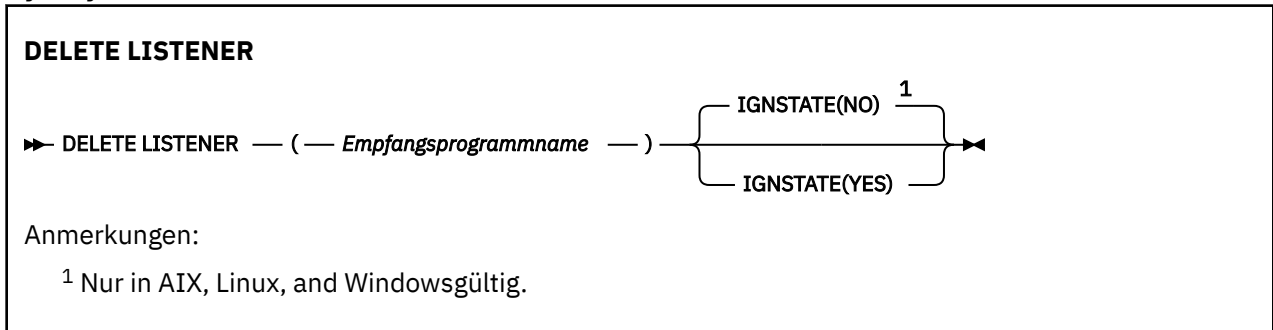 DELETE LISTENER
IGNSTATE(NO) 1
DELETE LISTENER ( Empfangsprogrammname )
IGNSTATE(YES)
Anmerkungen:
1 Nur in AIX, Linux, and Windowsgültig.